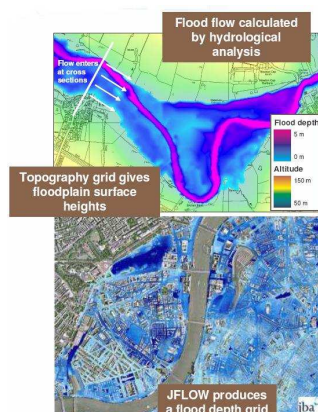 Flood flow calculated
by hydrological
analysis
Flow enters
at cross
sections
Flood depth
5 m
0 m
Altitude
150 m
50 m
Topography grid gives
floodplain surface
heights
JFLOW produces
a flood depth grid
jba